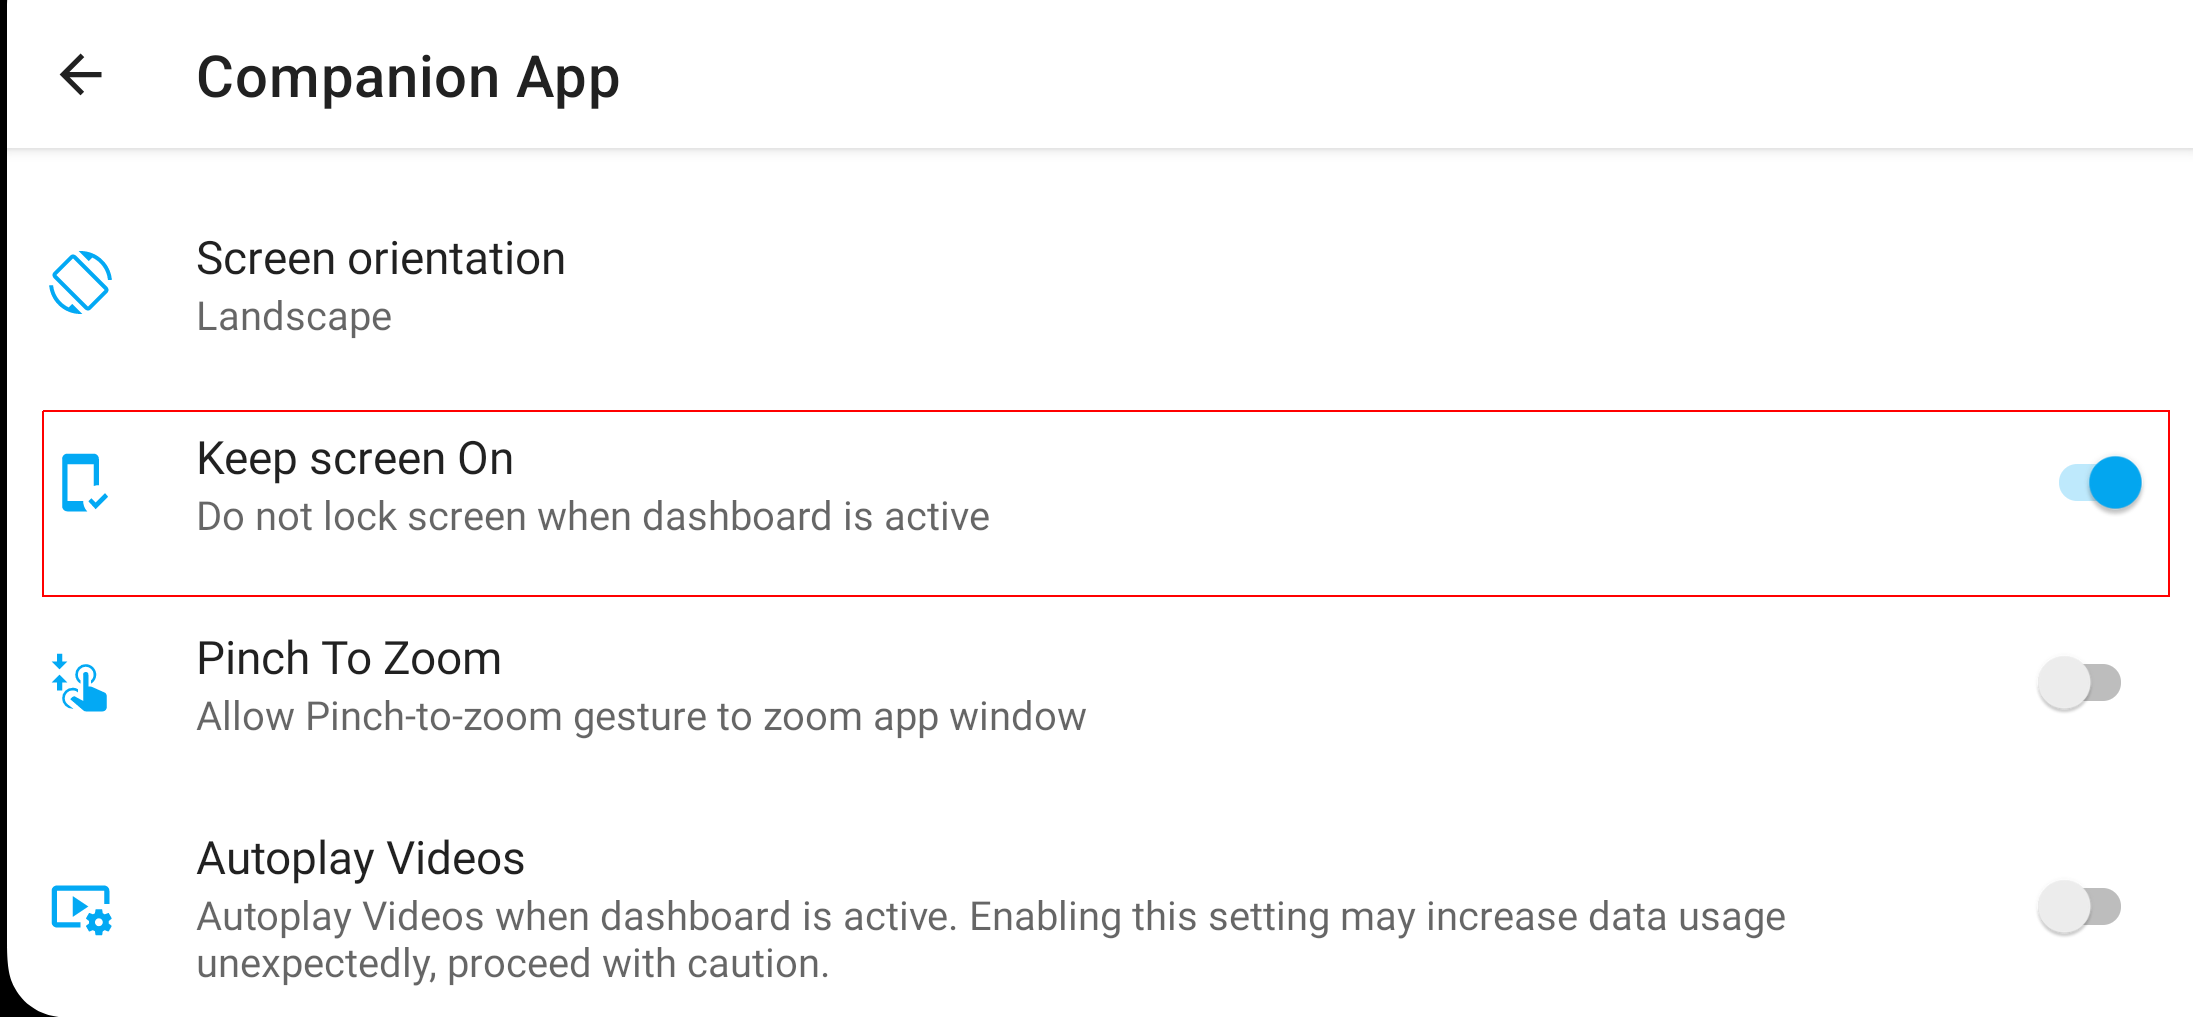 Companion App
Screen orientation
Landscape
Keep screen On
Do not lock screen when dashboard is active
Pinch To Zoom
Allow Pinch-to-zoom gesture to zoom app window
Autoplay Videos
Autoplay Videos when dashboard is active. Enabling this setting may increase data usage
unexpectedly, proceed with caution.